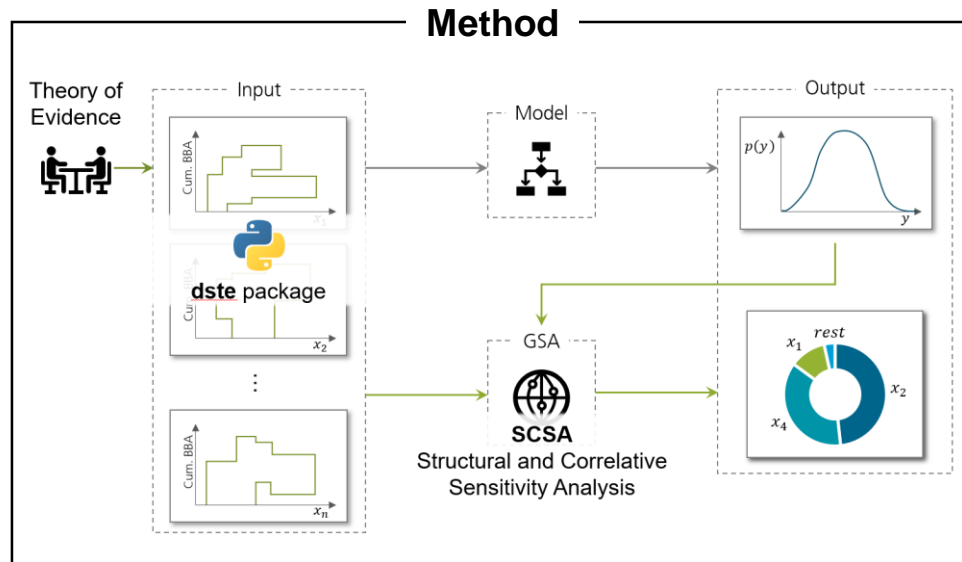 Method
Theory of
Evidence
Input
Cum. BBA
x₁
dste package
Cum. BBA
x₂
⋮
Cum. BBA
xₙ
Model
GSA
SCSA
Structural and Correlative
Sensitivity Analysis
Output
p(y)
y
rest
x₁
x₂
x₄